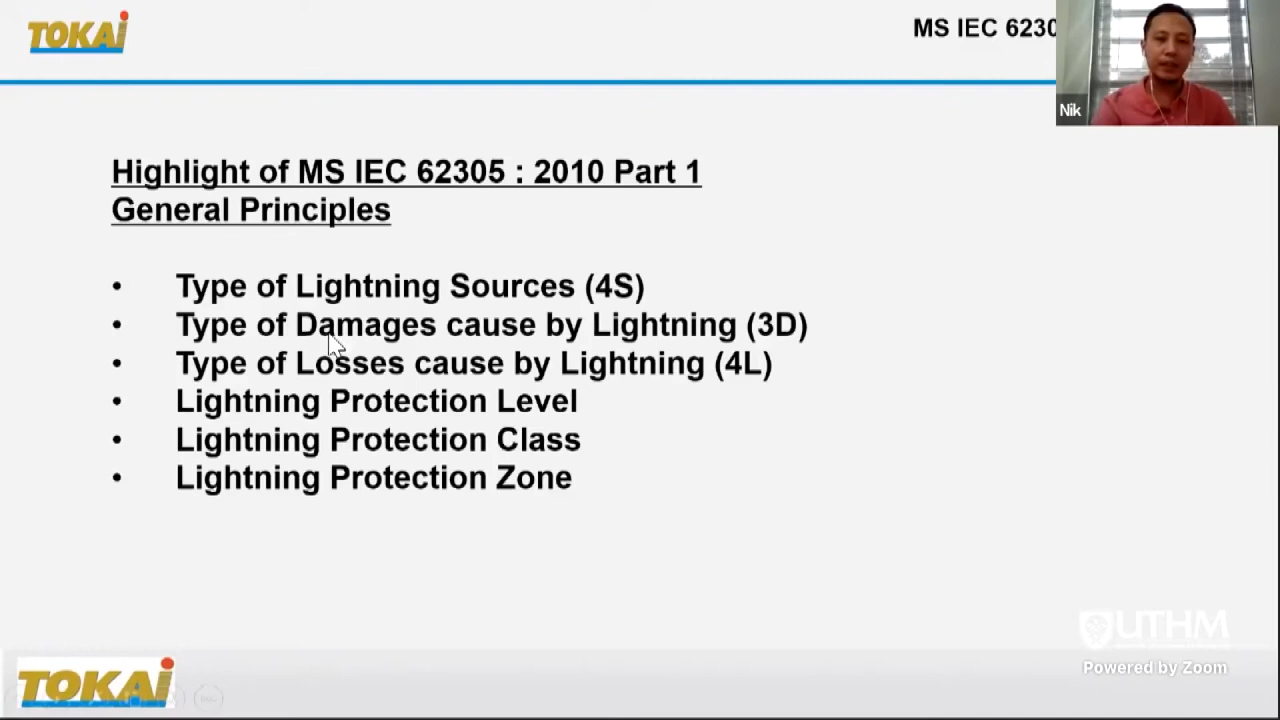 TOKAi
MS IEC 6230
Nik
Highlight of MS IEC 62305 : 2010 Part 1
General Principles
• Type of Lightning Sources (4S)
• Type of Damages cause by Lightning (3D)
• Type of Losses cause by Lightning (4L)
• Lightning Protection Level
• Lightning Protection Class
• Lightning Protection Zone
UTHM
Powered by Zoom
TOKAi